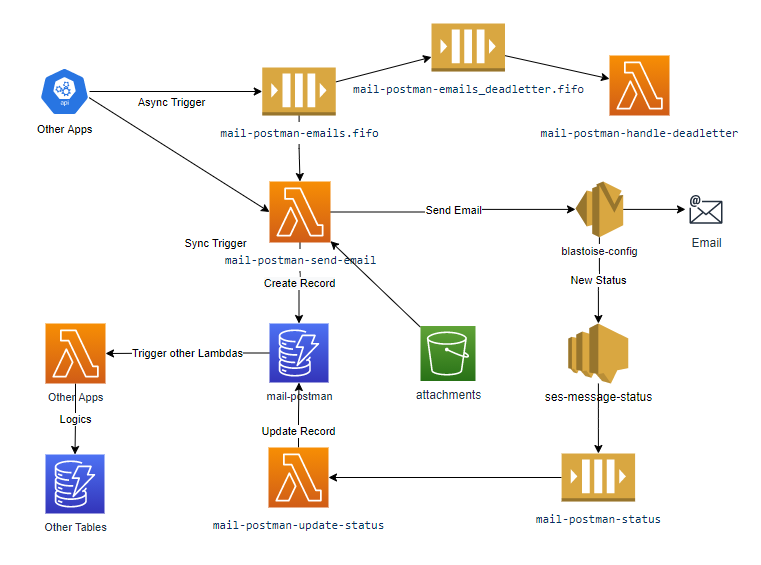 mail-postman-emails_deadletter.fifo
api
Async Trigger
Other Apps
mail-postman-emails.fifo
mail-postman-handle-deadletter
Send Email
@
Sync Trigger
blastoise-config
Email
mail-postman-send-email
Create Record
New Status
Trigger other Lambdas
Other Apps
mail-postman
attachments
ses-message-status
Logics
Update Record
Other Tables
mail-postman-update-status
mail-postman-status